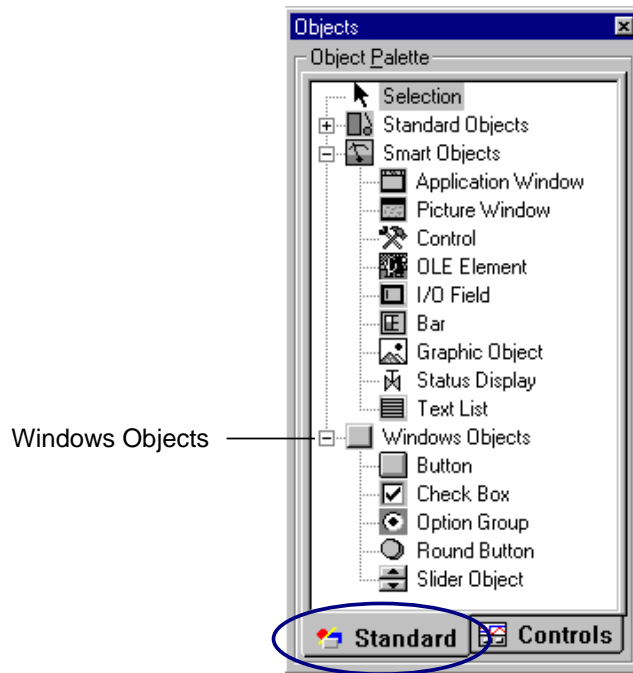 Objects
Object Palette
Selection
Standard Objects
Smart Objects
Application Window
Picture Window
Control
OLE Element
I/O Field
Bar
Graphic Object
Status Display
Text List
Windows Objects
Windows Objects
Button
Check Box
Option Group
Round Button
Slider Object
Standard
Controls